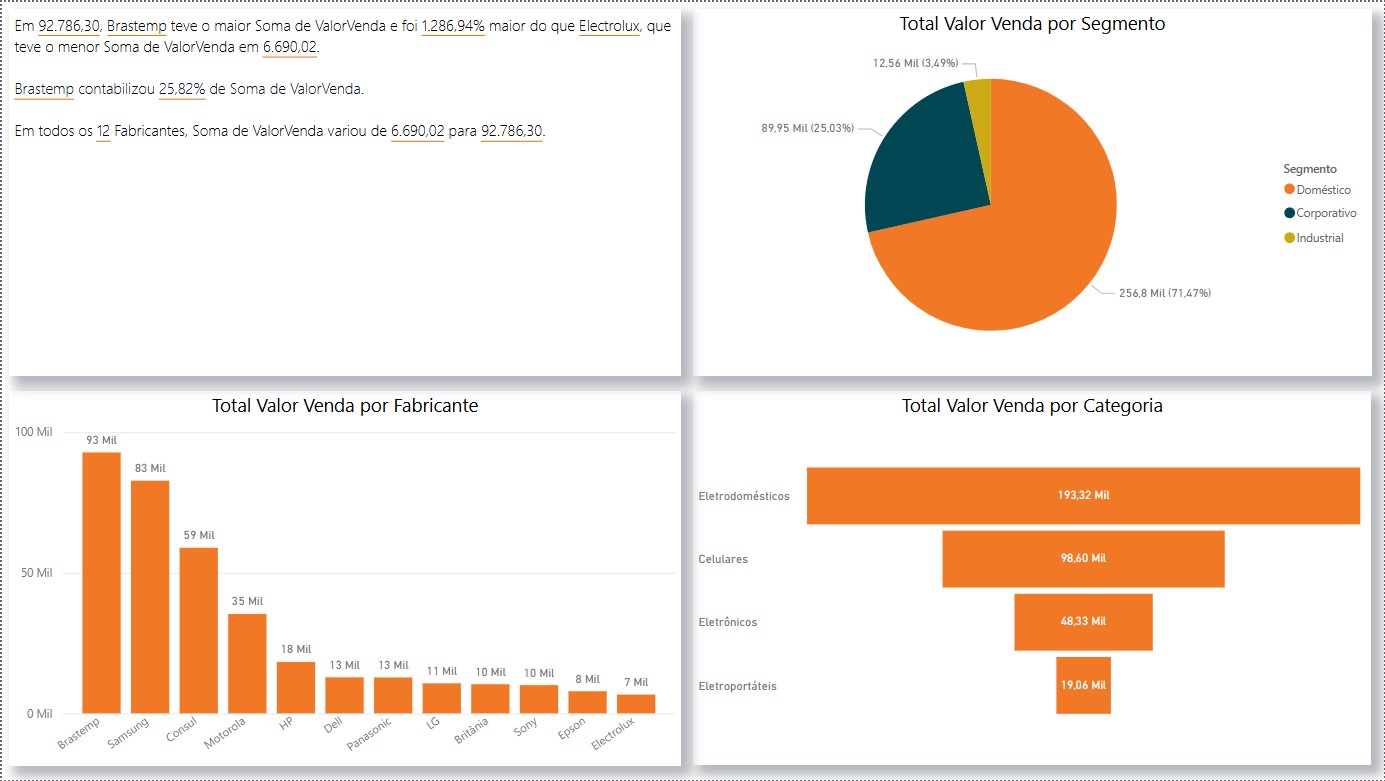 Em 92.786,30, Brastemp teve o maior Soma de ValorVenda e foi 1.286,94% maior do que Electrolux, que
teve o menor Soma de ValorVenda em 6.690,02.
Brastemp contabilizou 25,82% de Soma de ValorVenda.
Em todos os 12 Fabricantes, Soma de ValorVenda variou de 6.690,02 para 92.786,30.
Total Valor Venda por Segmento
12,56 Mil (3,49%)
89,95 Mil (25,03%)
256,8 Mil (71,47%)
Segmento
Doméstico
Corporativo
Industrial
Total Valor Venda por Fabricante
100 Mil
50 Mil
0 Mil
93 Mil
83 Mil
59 Mil
35 Mil
18 Mil
13 Mil
13 Mil
11 Mil
10 Mil
10 Mil
8 Mil
7 Mil
Brastemp
Samsung
Consul
Motorola
HP
Dell
Panasonic
LG
Britânia
Sony
Epson
Electrolux
Total Valor Venda por Categoria
Eletrodomésticos
193,32 Mil
Celulares
98,60 Mil
Eletrônicos
48,33 Mil
Eletroportáteis
19,06 Mil